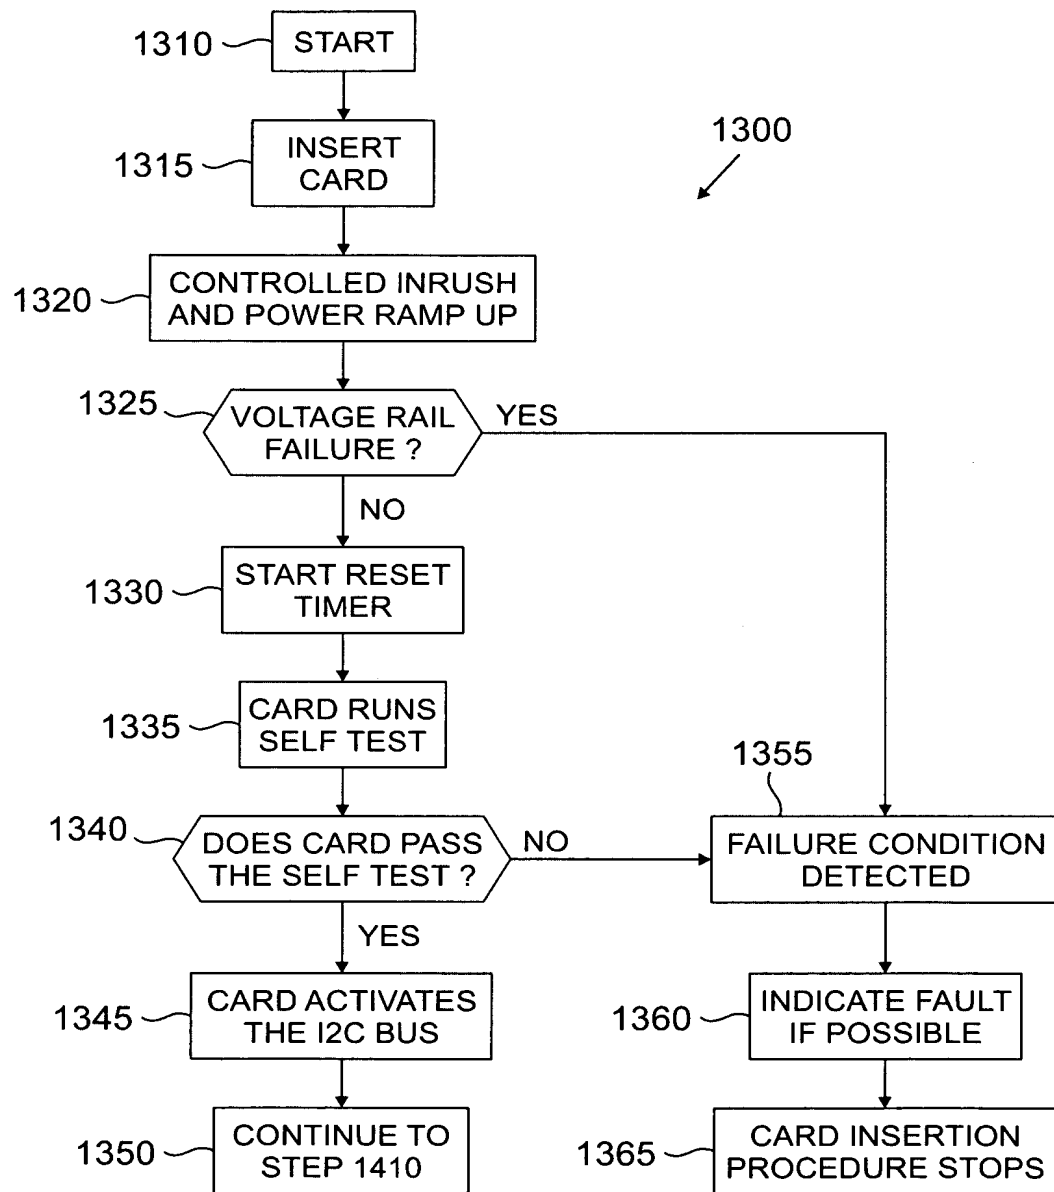 1310
START
1300
1315
INSERT
CARD
1320
CONTROLLED INRUSH
AND POWER RAMP UP
1325
VOLTAGE RAIL
FAILURE ?
YES
NO
1330
START RESET
TIMER
1335
CARD RUNS
SELF TEST
1340
DOES CARD PASS
THE SELF TEST ?
NO
YES
1345
CARD ACTIVATES
THE I2C BUS
1350
CONTINUE TO
STEP 1410
1355
FAILURE CONDITION
DETECTED
1360
INDICATE FAULT
IF POSSIBLE
1365
CARD INSERTION
PROCEDURE STOPS